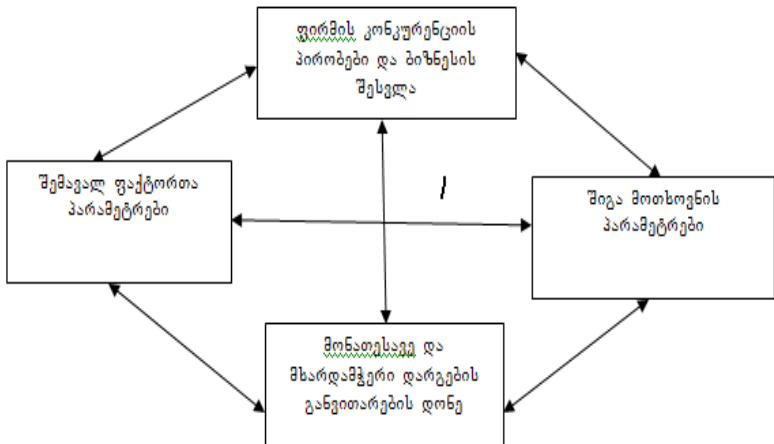 ფირმის კონკურენციის
პირობები და ბიზნესის
შესვლა
შემავალ ფაქტორთა
პარამეტრები
შიგა მოთხოვნის
პარამეტრები
მონათესავე და
მხარდამჭერი დარგების
განვითარების დონე